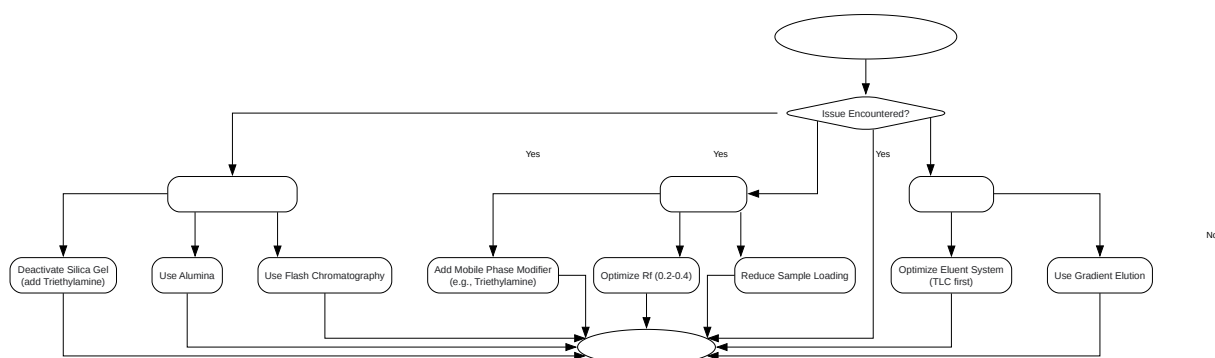 Issue Encountered?
Yes
Yes
Yes
No
Deactivate Silica Gel
(add Triethylamine)
Use Alumina
Use Flash Chromatography
Add Mobile Phase Modifier
(e.g., Triethylamine)
Optimize Rf (0.2-0.4)
Reduce Sample Loading
Optimize Eluent System
(TLC first)
Use Gradient Elution